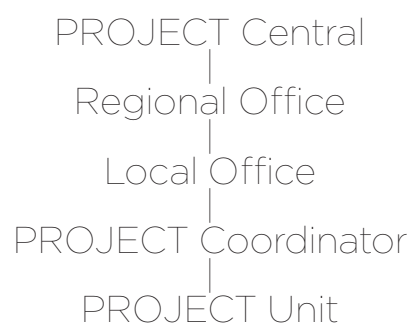 PROJECT Central
Regional Office
Local Office
PROJECT Coordinator
PROJECT Unit